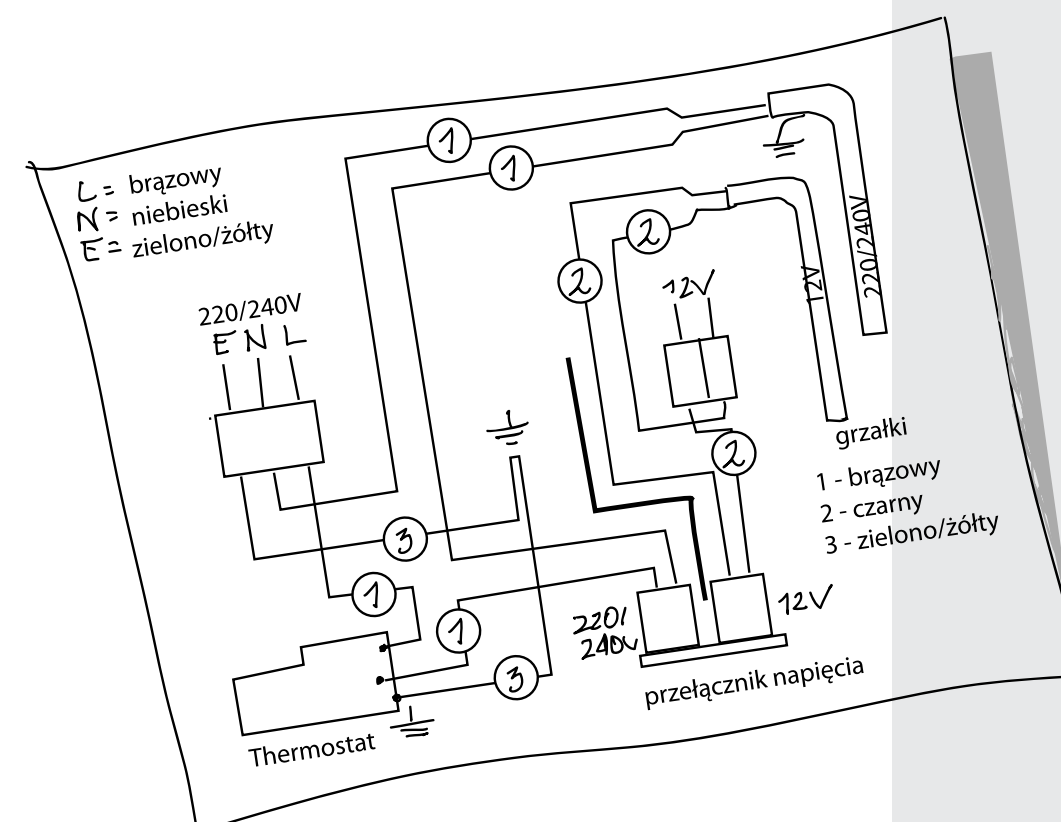 L = brązowy
N = niebieski
E = zielono/żółty
220/240V
E N L
1
1
2
2
12V
12V
220/240V
2
grzałki
1 - brązowy
2 - czarny
3 - zielono/żółty
3
1
1
3
220/
240V
12V
przełącznik napięcia
Thermostat